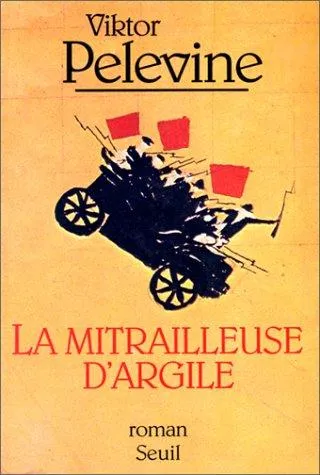 Viktor
Pelevine
LA MITRAILLEUSE
D'ARGILE
roman
Seuil